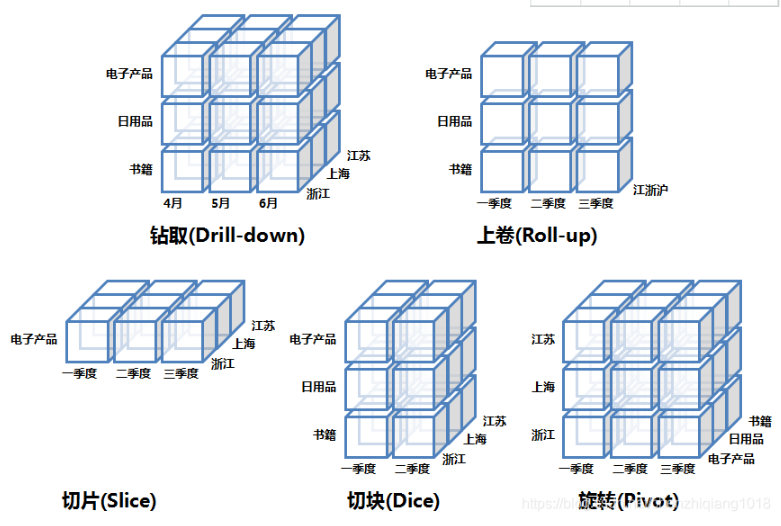 电子产品
日用品
书籍
4月 5月 6月
江苏
上海
浙江
钻取(Drill-down)
电子产品
日用品
书籍
一季度 二季度 三季度
江浙沪
上卷(Roll-up)
电子产品
一季度 二季度 三季度
江苏
上海
浙江
切片(Slice)
电子产品
日用品
书籍
一季度 二季度
江苏
上海
浙江
切块(Dice)
江苏
上海
浙江
一季度 二季度 三季度
书籍
日用品
电子产品
旋转(Pivot)